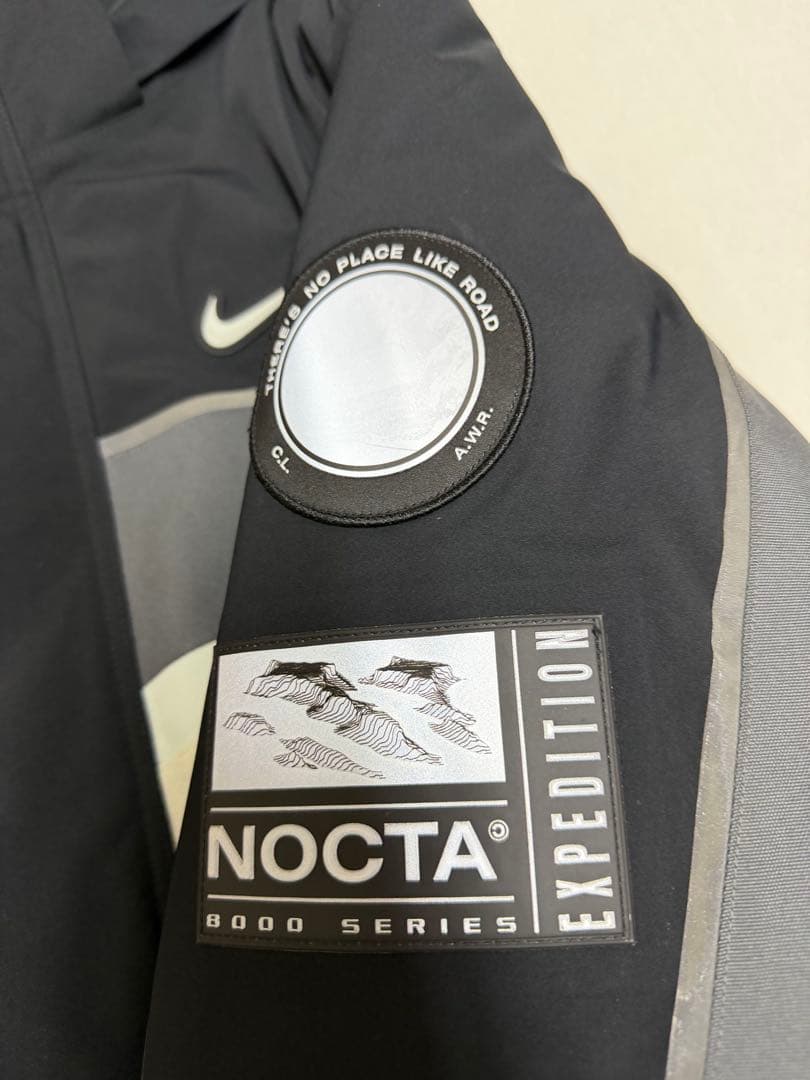 THERE'S NO PLACE LIKE ROAD
C.L.
A.W.R.
NOCTA©
8000 SERIES
EXPEDITION